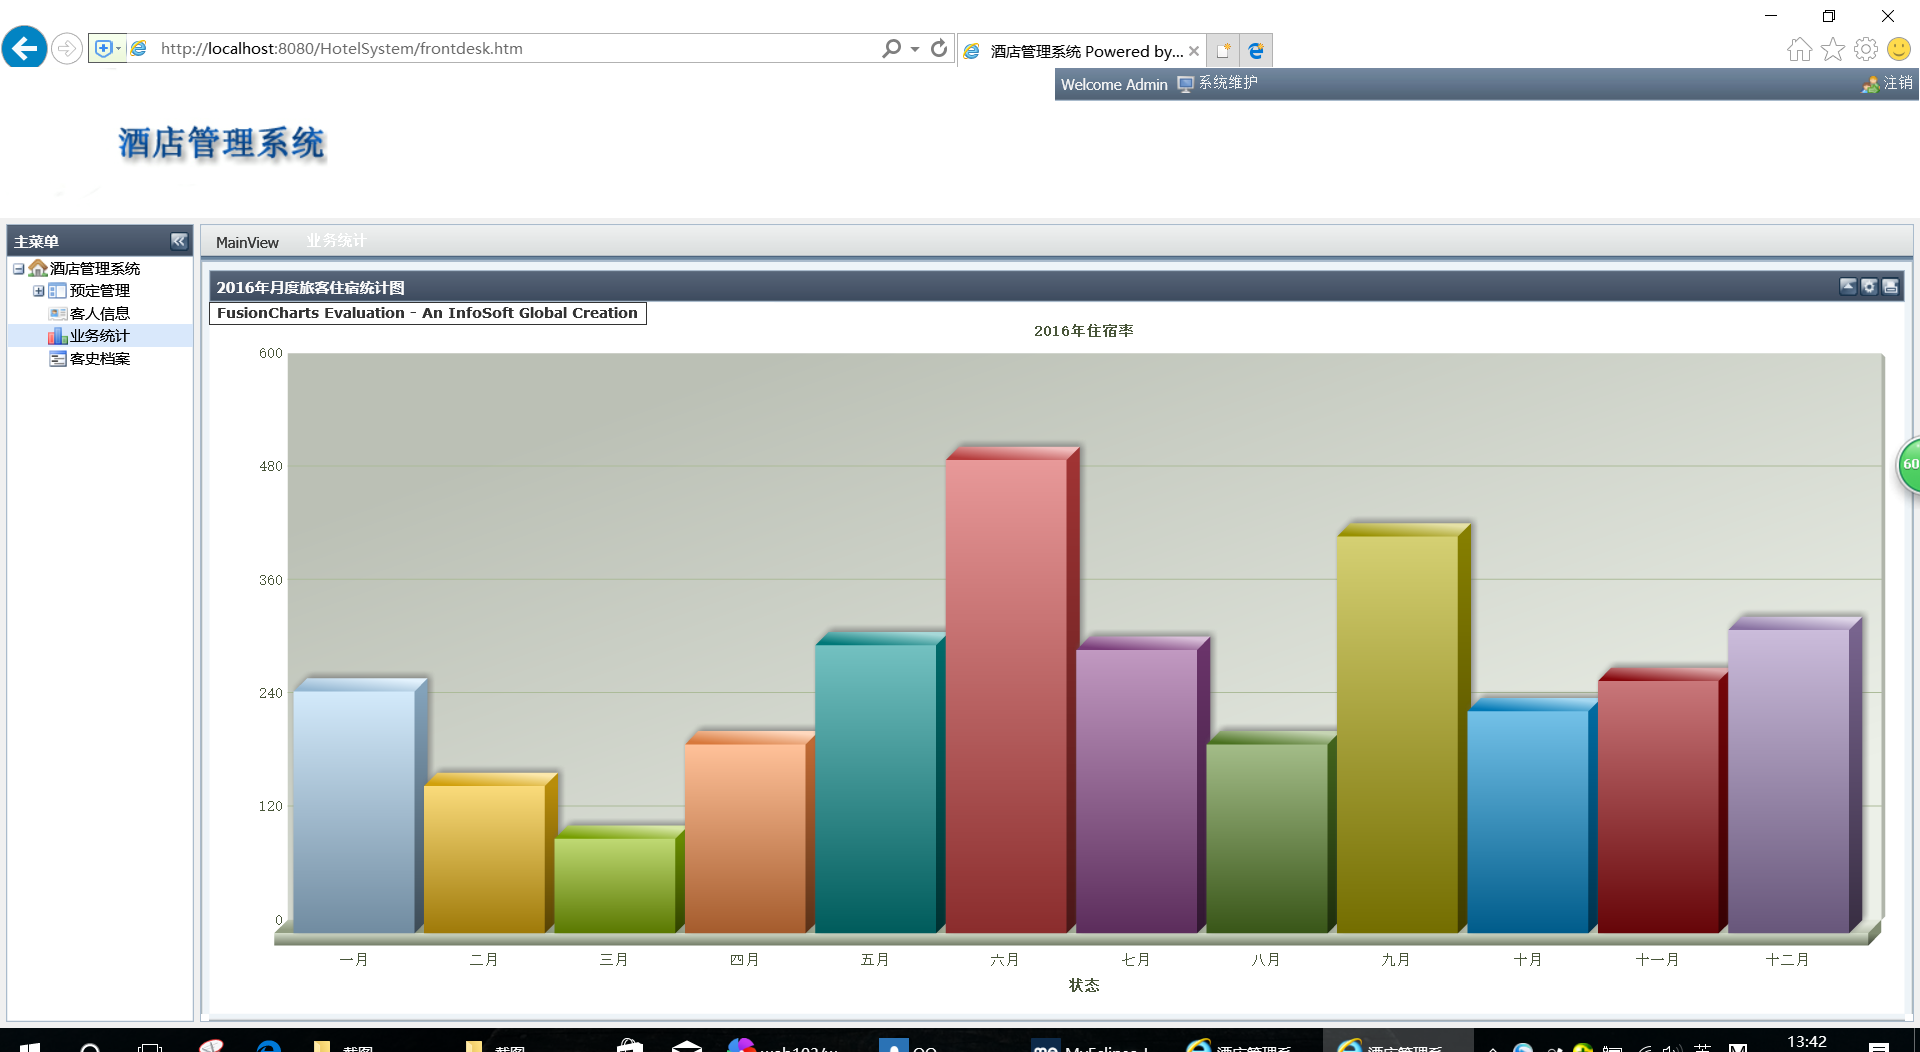 http://localhost:8080/HotelSystem/frontdesk.htm
酒店管理系统 Powered by...
Welcome Admin 系统维护
注销
酒店管理系统
主菜单
酒店管理系统
预定管理
客人信息
业务统计
客史档案
MainView 业务统计
2016年月度旅客住宿统计图
FusionCharts Evaluation - An InfoSoft Global Creation
2016年住宿率
600
480
360
240
120
0
一月 二月 三月 四月 五月 六月 七月 八月 九月 十月 十一月 十二月
状态
60
13:42